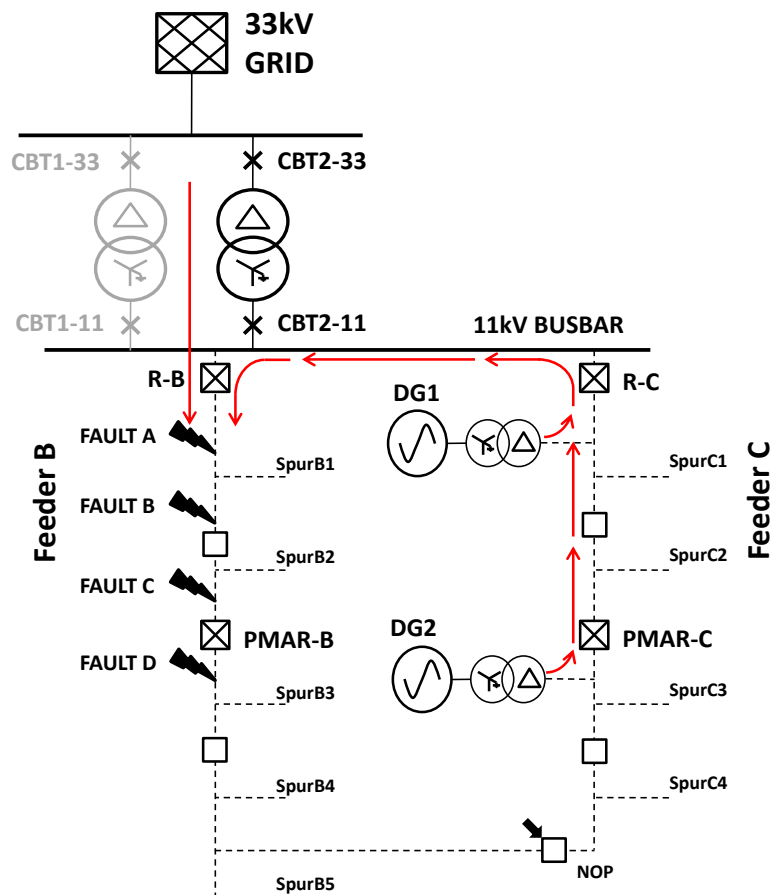 33kV
GRID
CBT1-33
CBT2-33
CBT1-11
CBT2-11
11kV BUSBAR
R-B
R-C
DG1
FAULT A
SpurB1
SpurC1
Feeder B
Feeder C
FAULT B
SpurB2
SpurC2
FAULT C
PMAR-B
DG2
PMAR-C
FAULT D
SpurB3
SpurC3
SpurB4
SpurC4
NOP
SpurB5